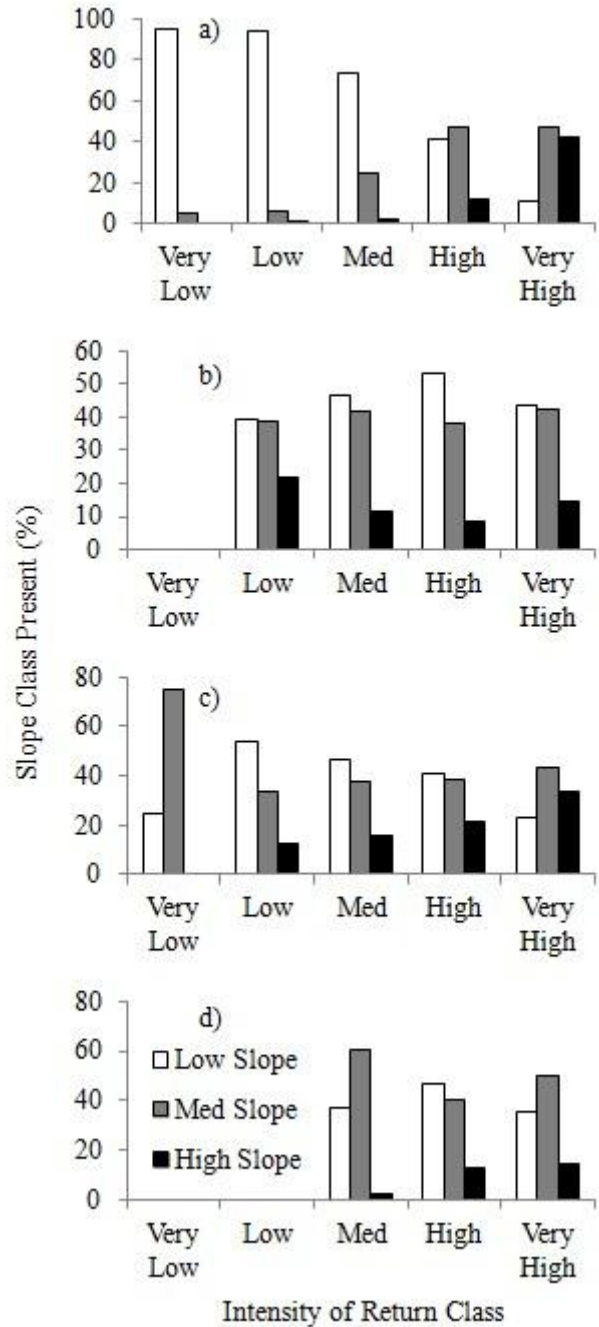 Slope Class Present (%)
a)
100
80
60
40
20
0
Very Low Med High Very
Low High
b)
60
50
40
30
20
10
0
Very Low Med High Very
Low High
c)
80
60
40
20
0
Very Low Med High Very
Low High
d)
80
60
40
20
0
Low Slope
Med Slope
High Slope
Very Low Med High Very
Low High
Intensity of Return Class